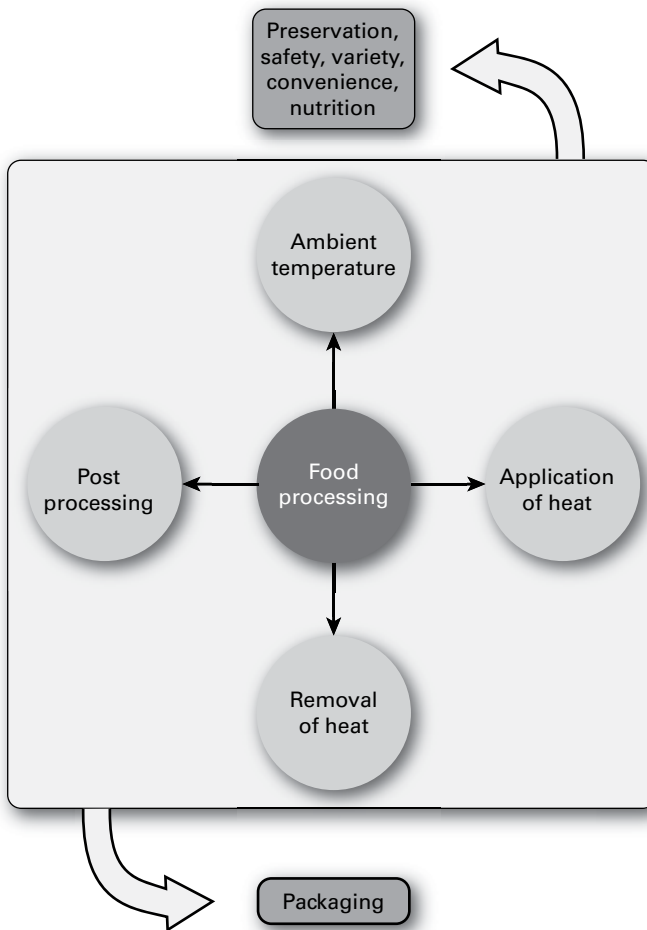 Preservation,
safety, variety,
convenience,
nutrition
Ambient
temperature
Post
processing
Food
processing
Application
of heat
Removal
of heat
Packaging